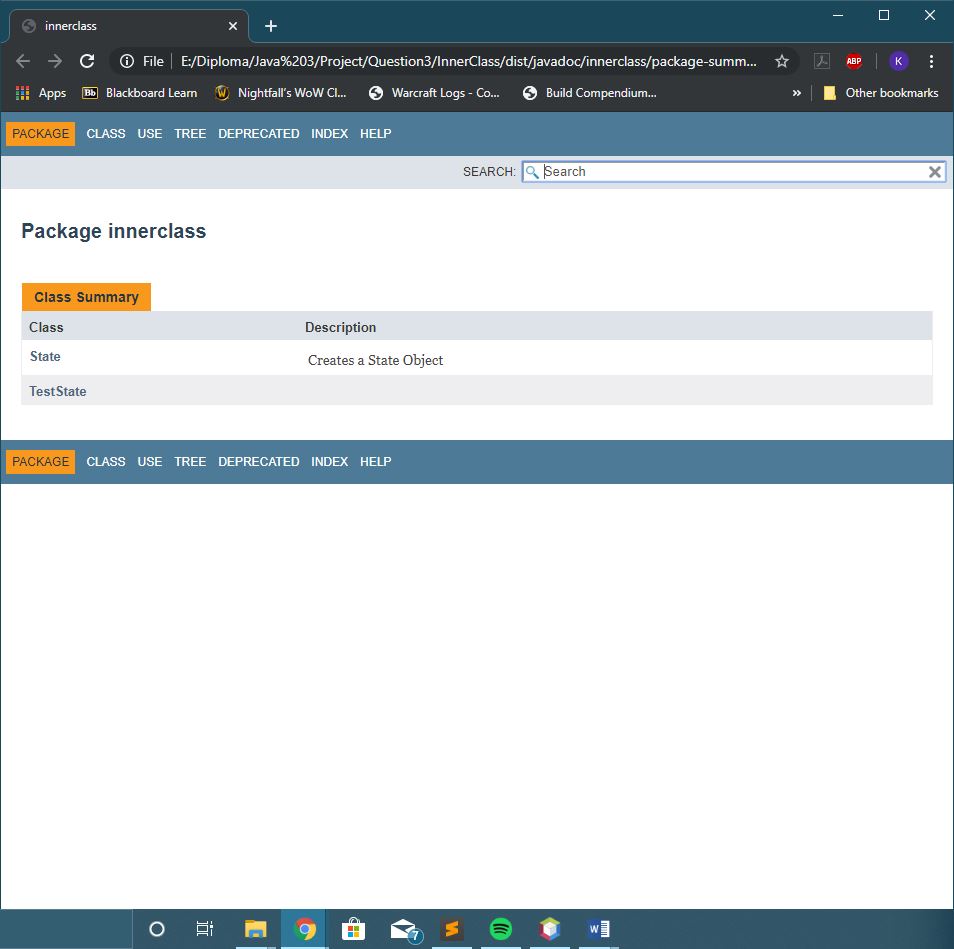 innerclass
File E:/Diploma/Java%203/Project/Question3/InnerClass/dist/javadoc/innerclass/package-summ... ABP K
Apps Bb Blackboard Learn W Nightfall's WoW Cl... Warcraft Logs - Co... Build Compendium... » Other bookmarks
PACKAGE CLASS USE TREE DEPRECATED INDEX HELP
SEARCH: Search
Package innerclass
Class Summary
Class Description
State Creates a State Object
TestState
PACKAGE CLASS USE TREE DEPRECATED INDEX HELP
7 W